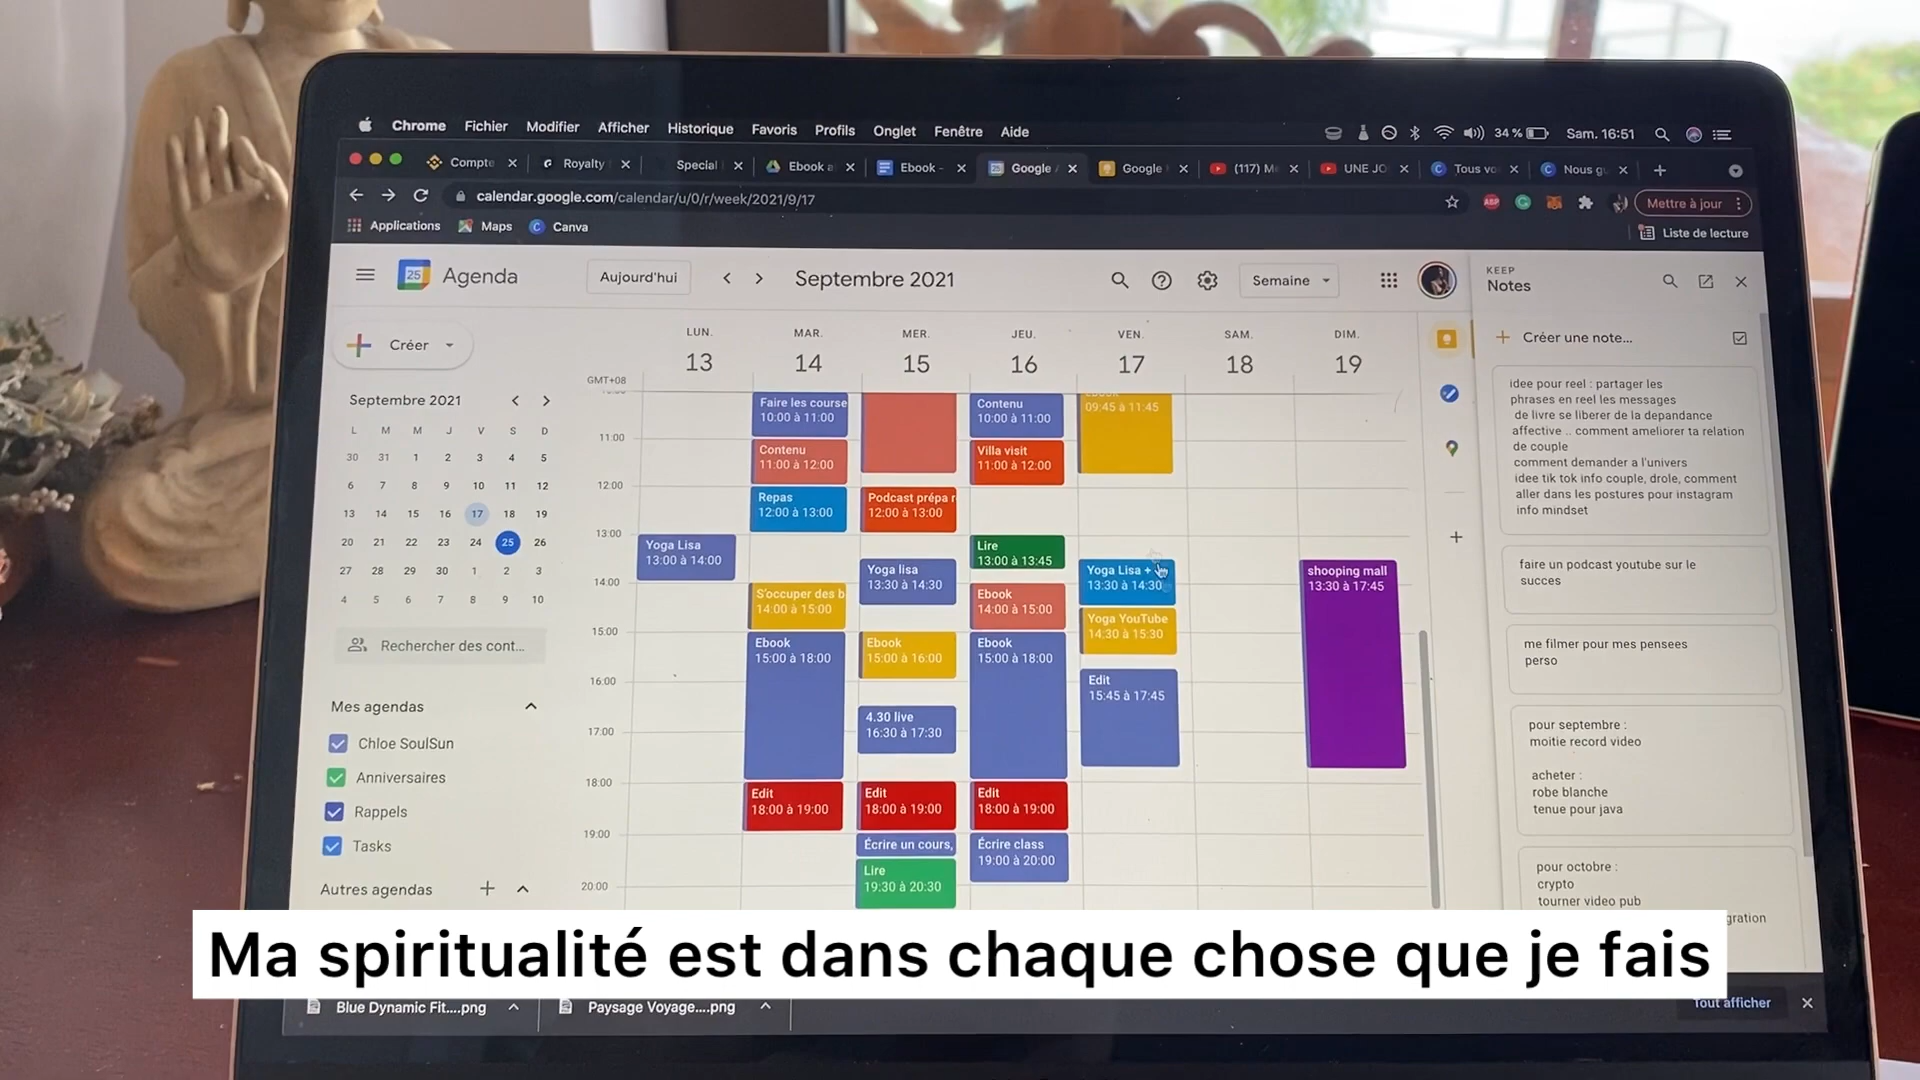 Chrome Fichier Modifier Afficher Historique Favoris Profils Onglet Fenêtre Aide
34 % Sam. 16:51
Compte
Royalty
Special
Ebook
Ebook -
Google
Google
(117)
UNE JO
Tous vo
Nous
calendar.google.com/calendar/u/0/r/week/2021/9/17
Mettre à jour
Applications Maps Canva
Liste de lecture
25 Agenda
Aujourd'hui
Septembre 2021
Semaine
KEEP
Notes
Créer
Septembre 2021
L M M J V S D
30 31 1 2 3 4 5
6 7 8 9 10 11 12
13 14 15 16 17 18 19
20 21 22 23 24 25 26
27 28 29 30 1 2 3
4 5 6 7 8 9 10
Rechercher des cont...
Mes agendas
Chloe SoulSun
Anniversaires
Rappels
Tasks
Autres agendas
LUN. MAR. MER. JEU. VEN. SAM. DIM.
13 14 15 16 17 18 19
GMT+08
11:00
12:00
13:00
14:00
15:00
16:00
17:00
18:00
19:00
20:00
Yoga Lisa
13:00 à 14:00
Faire les course
10:00 à 11:00
Contenu
11:00 à 12:00
Repas
12:00 à 13:00
S'occuper des b
14:00 à 15:00
Ebook
15:00 à 18:00
Edit
18:00 à 19:00
Podcast prépa r
12:00 à 13:00
Yoga lisa
13:30 à 14:30
Ebook
15:00 à 16:00
4.30 live
16:30 à 17:30
Edit
18:00 à 19:00
Écrire un cours,
Lire
19:30 à 20:30
Contenu
10:00 à 11:00
Villa visit
11:00 à 12:00
Lire
13:00 à 13:45
Ebook
14:00 à 15:00
Ebook
15:00 à 18:00
Edit
18:00 à 19:00
Écrire class
19:00 à 20:00
09:45 à 11:45
Yoga Lisa +
13:30 à 14:30
Yoga YouTube
14:30 à 15:30
Edit
15:45 à 17:45
shooping mall
13:30 à 17:45
Créer une note...
idee pour reel : partager les
phrases en reel les messages
de livre se liberer de la depandance
affective .. comment ameliorer ta relation
de couple
comment demander a l'univers
idee tik tok info couple, drole, comment
aller dans les postures pour instagram
info mindset
faire un podcast youtube sur le
succes
me filmer pour mes pensees
perso
pour septembre :
moitie record video
acheter :
robe blanche
tenue pour java
pour octobre :
crypto
tourner video pub
gration
Ma spiritualité est dans chaque chose que je fais
Blue Dynamic Fit....png
Paysage Voyage....png
Tout afficher